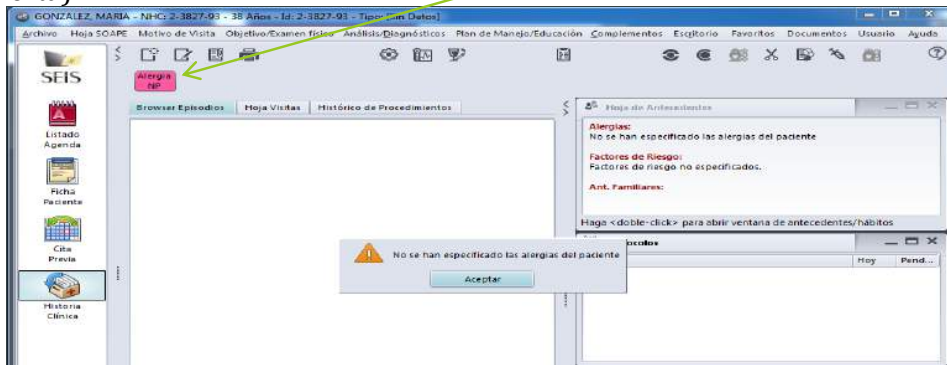 GONZALEZ, MARIA - NHC: 2-3827-93 - 38 Años - Id: 2-3827-93 - Tipo: [Sin Datos]
Archivo Hoja SOAPE Motivo de Visita Objetivo/Examen físico Análisis/Diagnósticos Plan de Manejo/Educación Complementos Escritorio Favoritos Documentos Usuario Ayuda
SEIS
Alergia
NP
Listado
Agenda
Ficha
Paciente
Cita
Previa
Historia
Clínica
Browser Episodios Hoja Visitas Histórico de Procedimientos
Hoja de Antecedentes
Alergias:
No se han especificado las alergias del paciente
Factores de Riesgo:
Factores de riesgo no especificados.
Ant. Familiares:
Haga <doble-click> para abrir ventana de antecedentes/hábitos
ocolos
Hoy Pend...
No se han especificado las alergias del paciente
Aceptar